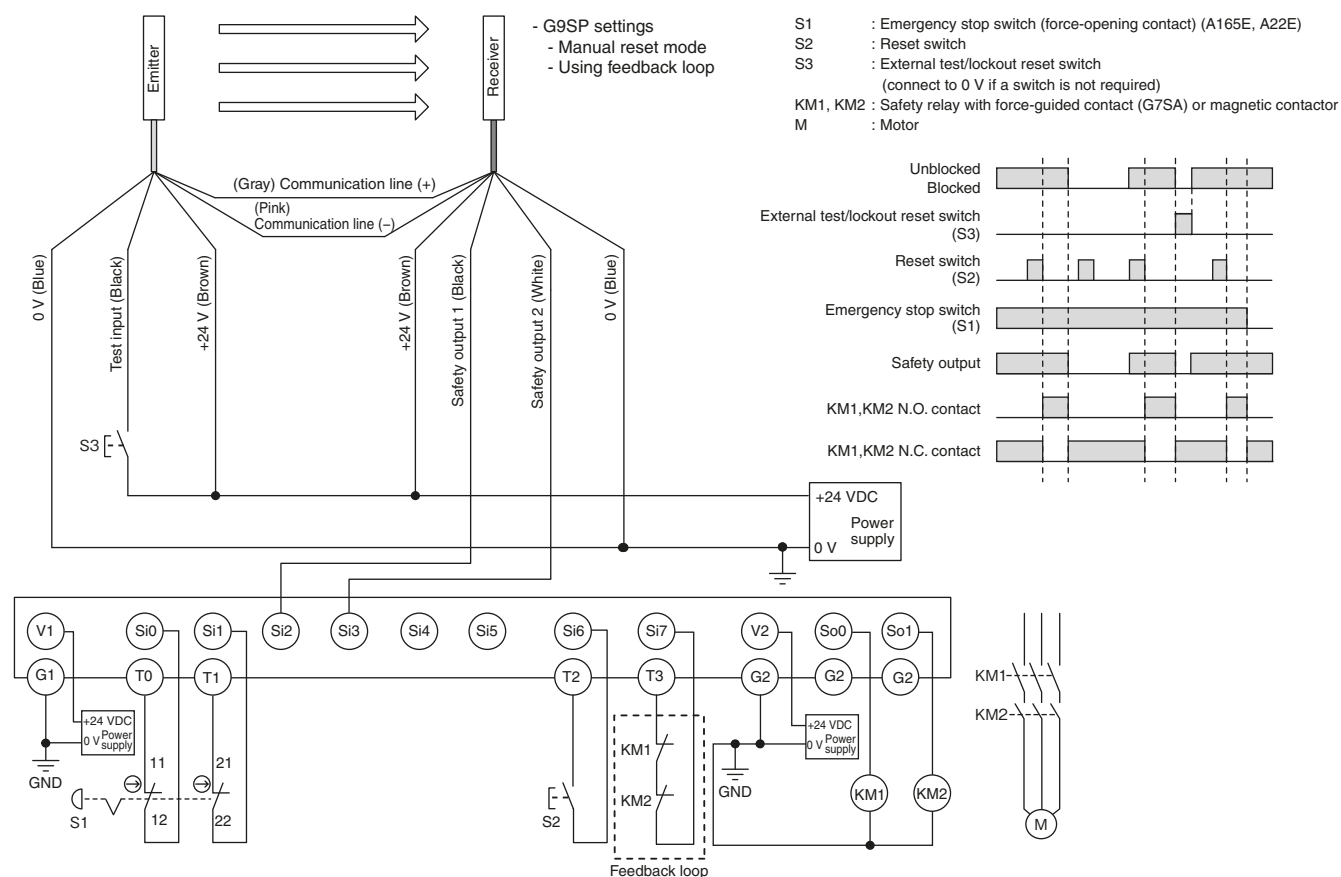 Emitter
Receiver
- G9SP settings
- Manual reset mode
- Using feedback loop
S1 : Emergency stop switch (force-opening contact) (A165E, A22E)
S2 : Reset switch
S3 : External test/lockout reset switch
(connect to 0 V if a switch is not required)
KM1, KM2 : Safety relay with force-guided contact (G7SA) or magnetic contactor
M : Motor
(Gray) Communication line (+)
(Pink)
Communication line (−)
0 V (Blue)
Test input (Black)
+24 V (Brown)
+24 V (Brown)
Safety output 1 (Black)
Safety output 2 (White)
0 V (Blue)
S3
Unblocked
Blocked
External test/lockout reset switch
(S3)
Reset switch
(S2)
Emergency stop switch
(S1)
Safety output
KM1,KM2 N.O. contact
KM1,KM2 N.C. contact
+24 VDC
Power
supply
0 V
V1 Si0 Si1 Si2 Si3 Si4 Si5 Si6 Si7 V2 So0 So1
G1 T0 T1 T2 T3 G2 G2 G2
+24 VDC
0 V Power
supply
GND
11
12
21
22
S1
S2
KM1
KM2
Feedback loop
+24 VDC
0 V Power
supply
GND
KM1
KM2
KM1
KM2
M